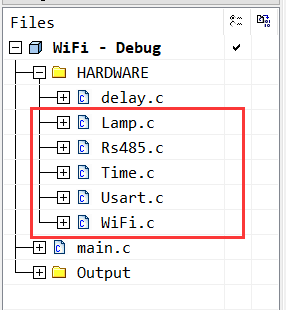 Files
WiFi - Debug
HARDWARE
delay.c
Lamp.c
Rs485.c
Time.c
Usart.c
WiFi.c
main.c
Output